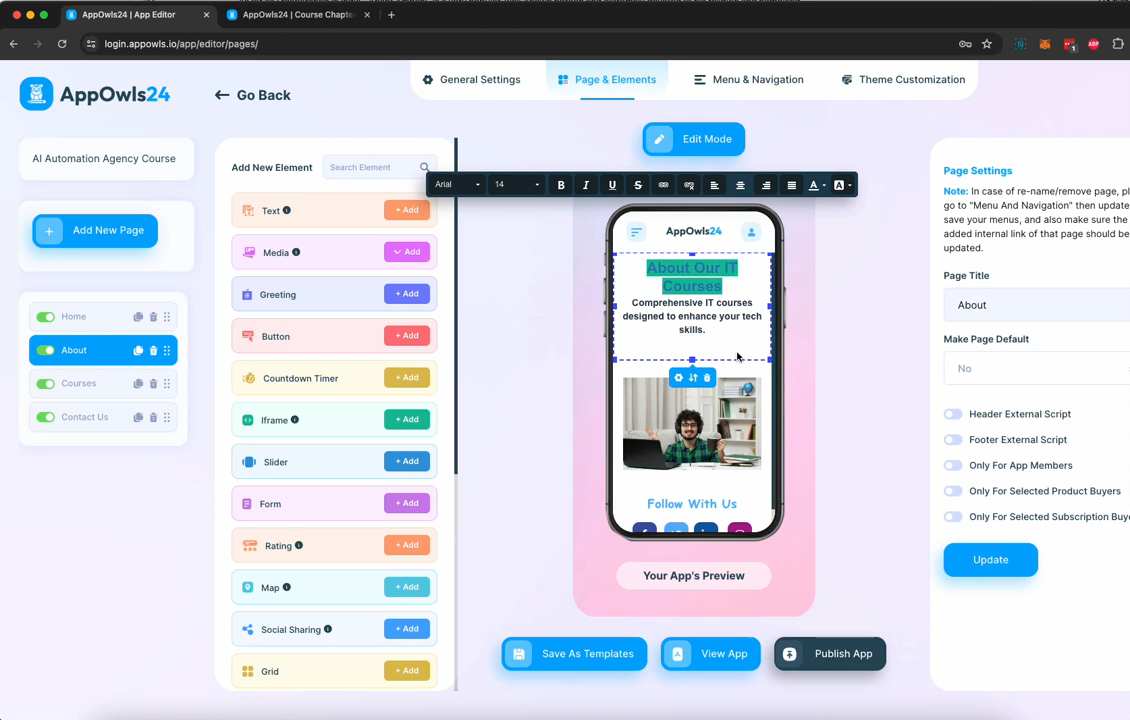 AppOwls24 | App Editor
AppOwls24 | Course Chapte
login.appowls.io/app/editor/pages/
1
ABP
AppOwls24
Go Back
General Settings
Page & Elements
Menu & Navigation
Theme Customization
AI Automation Agency Course
Add New Page
Home
About
Courses
Contact Us
Add New Element
Search Element
Text
+ Add
Media
Add
Greeting
+ Add
Button
+ Add
Countdown Timer
+ Add
Iframe
+ Add
Slider
+ Add
Form
+ Add
Rating
+ Add
Map
+ Add
Social Sharing
+ Add
Grid
+ Add
Edit Mode
Arial
14
B I U S A A
AppOwls24
About Our IT
Courses
Comprehensive IT courses
designed to enhance your tech
skills.
Follow With Us
Your App's Preview
Save As Templates
View App
Publish App
Page Settings
Note: In case of re-name/remove page, pl
go to "Menu And Navigation" then update
save your menus, and also make sure the
added internal link of that page should be
updated.
Page Title
About
Make Page Default
No
Header External Script
Footer External Script
Only For App Members
Only For Selected Product Buyers
Only For Selected Subscription Buye
Update